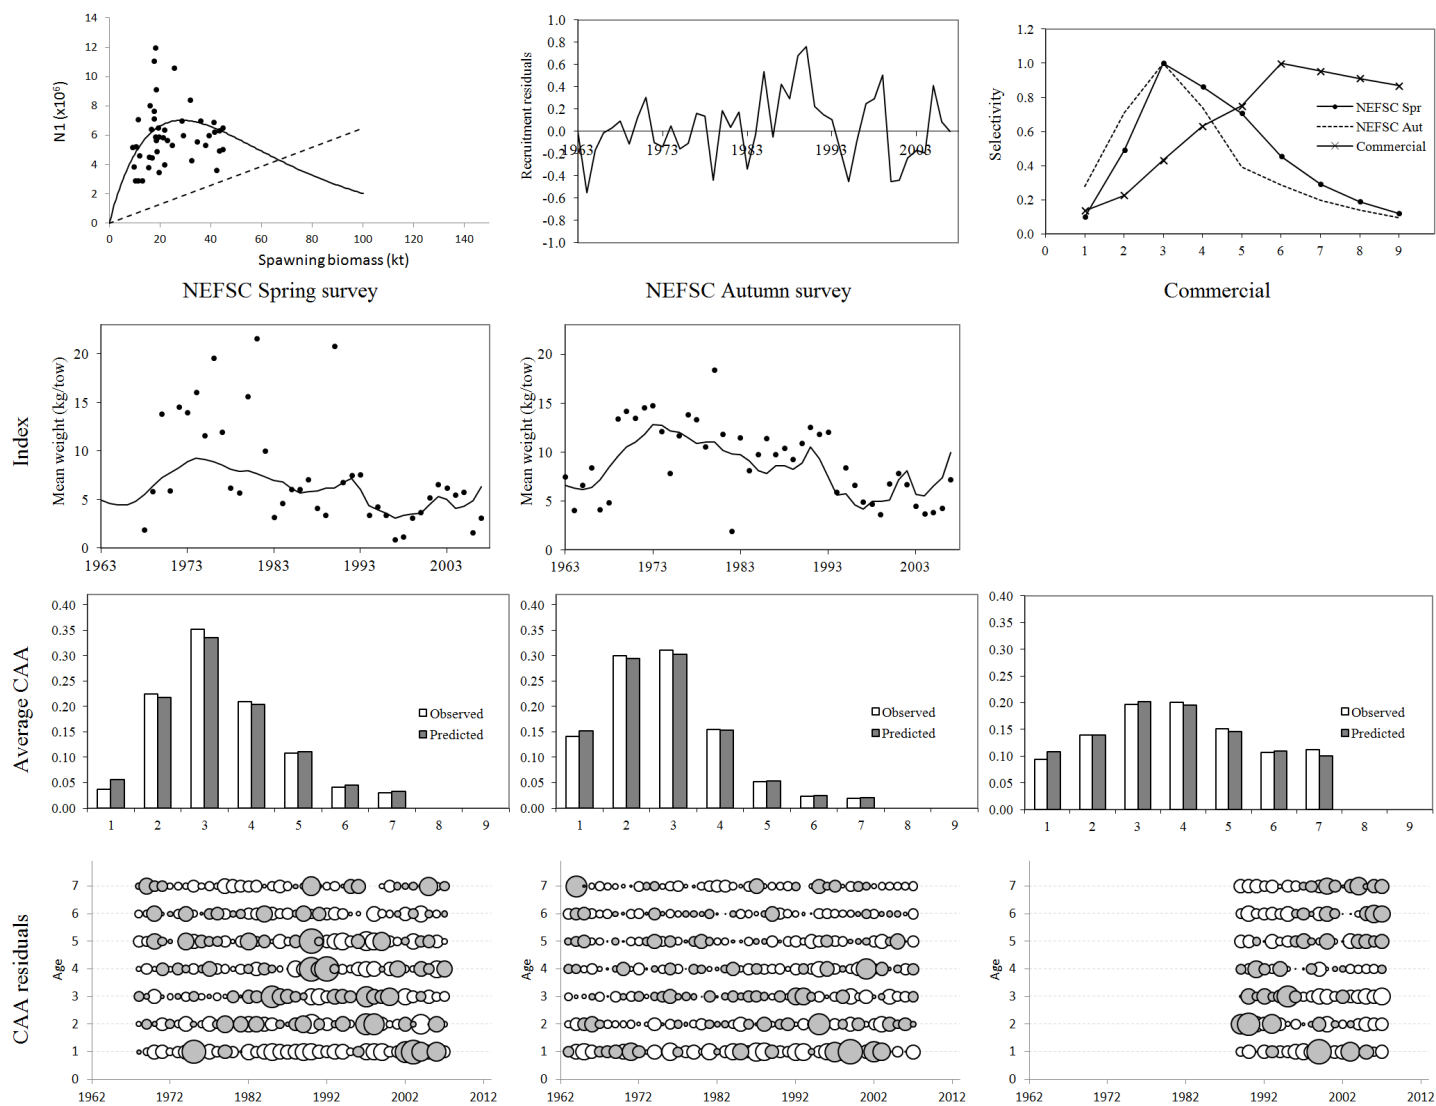 14
12
10
8
6
4
2
0
N1 (x10⁶)
0 20 40 60 80 100 120 140
Spawning biomass (kt)
1.0
0.8
0.6
0.4
0.2
0.0
-0.2
-0.4
-0.6
-0.8
-1.0
Recruitment residuals
1963 1973 1983 1993 2003
1.2
1.0
0.8
0.6
0.4
0.2
0.0
Selectivity
0 1 2 3 4 5 6 7 8 9
NEFSC Spr
NEFSC Aut
Commercial
NEFSC Spring survey
NEFSC Autumn survey
Commercial
Index
20
15
10
5
0
Mean weight (kg/tow)
1963 1973 1983 1993 2003
20
15
10
5
0
Mean weight (kg/tow)
1963 1973 1983 1993 2003
Average CAA
0.40
0.35
0.30
0.25
0.20
0.15
0.10
0.05
0.00
1 2 3 4 5 6 7 8 9
Observed
Predicted
0.40
0.35
0.30
0.25
0.20
0.15
0.10
0.05
0.00
1 2 3 4 5 6 7 8 9
Observed
Predicted
0.40
0.35
0.30
0.25
0.20
0.15
0.10
0.05
0.00
1 2 3 4 5 6 7 8 9
Observed
Predicted
CAA residuals
7
6
5
4
3
2
1
0
Age
1962 1972 1982 1992 2002 2012
7
6
5
4
3
2
1
0
Age
1962 1972 1982 1992 2002 2012
7
6
5
4
3
2
1
0
Age
1962 1972 1982 1992 2002 2012